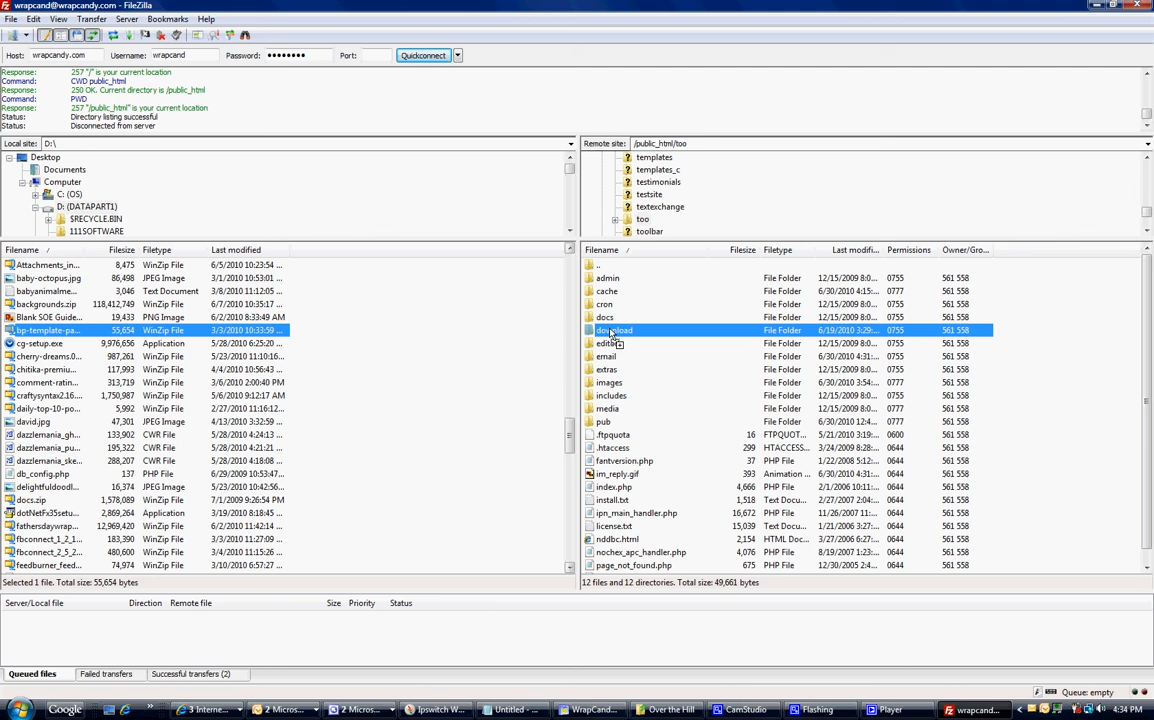 wrapcand@wrapcandy.com - FileZilla
File Edit View Transfer Server Bookmarks Help
Host: wrapcandy.com Username: wrapcand Password: ●●●●●●●● Port: Quickconnect
Response: 257 "/" is your current location
Command: CWD public_html
Response: 250 OK. Current directory is /public_html
Command: PWD
Response: 257 "/public_html" is your current location
Status: Directory listing successful
Status: Disconnected from server
Local site: D:\
Remote site: /public_html/too
Desktop
Documents
Computer
C: (OS)
D: (DATAPART1)
$RECYCLE.BIN
111SOFTWARE
templates
templates_c
testimonials
testsite
textexchange
too
toolbar
Filename / Filesize Filetype Last modified
Attachments_in... 8,475 WinZip File 6/5/2010 10:23:54 ...
baby-octopus.jpg 86,498 JPEG Image 3/1/2010 10:53:01 ...
babyanimalme... 3,046 Text Document 3/8/2010 11:12:12...
backgrounds.zip 118,412,749 WinZip File 6/7/2010 10:35:17 ...
Blank SOE Guide... 19,433 PNG Image 6/2/2010 8:33:49 AM
bp-template-pa... 55,654 WinZip File 3/3/2010 10:33:59 ...
cg-setup.exe 9,976,656 Application 5/28/2010 6:25:20 ...
cherry-dreams.0... 987,261 WinZip File 5/23/2010 11:10:16...
chitika-premiu... 117,993 WinZip File 4/4/2010 10:56:43 ...
comment-ratin... 313,719 WinZip File 3/6/2010 2:00:40 PM
craftysyntax2.16... 1,750,987 WinZip File 5/6/2010 9:12:17 AM
daily-top-10-po... 5,992 WinZip File 2/27/2010 11:16:12...
david.jpg 47,301 JPEG Image 4/13/2010 3:32:59 ...
dazzlemania_gh... 133,902 CWR File 5/28/2010 4:24:13 ...
dazzlemania_pu... 195,322 CWR File 5/28/2010 4:21:21 ...
dazzlemania_ske... 288,207 CWR File 5/28/2010 4:18:08 ...
db_config.php 137 PHP File 6/29/2009 10:53:47...
delightfuldoodl... 16,374 JPEG Image 5/23/2010 10:42:56...
docs.zip 1,578,089 WinZip File 7/1/2009 9:26:54 PM
dotNetFx35setu... 2,869,264 Application 3/19/2010 8:18:45 ...
fathersdaywrap... 12,969,420 WinZip File 6/2/2010 11:42:14 ...
fbconnect_1_2_1... 183,390 WinZip File 3/3/2010 11:27:09 ...
fbconnect_2_5_2... 480,600 WinZip File 3/4/2010 11:15:26 ...
feedburner_feed... 74,974 WinZip File 3/10/2010 6:57:27 ...
Selected 1 file. Total size: 55,654 bytes
Filename / Filesize Filetype Last modifi... Permissions Owner/Gro...
..
admin File Folder 12/15/2009 8:0... 0755 561 558
cache File Folder 6/30/2010 4:15:... 0777 561 558
cron File Folder 12/15/2009 8:0... 0755 561 558
docs File Folder 12/15/2009 8:0... 0755 561 558
download File Folder 6/19/2010 3:29:... 0755 561 558
File Folder 12/15/2009 8:0... 0755 561 558
email File Folder 6/30/2010 4:31:... 0777 561 558
extras File Folder 12/15/2009 8:0... 0755 561 558
images File Folder 6/30/2010 3:54:... 0777 561 558
includes File Folder 12/15/2009 8:0... 0755 561 558
media File Folder 12/15/2009 8:0... 0777 561 558
pub File Folder 6/30/2010 12:4... 0777 561 558
.ftpquota 16 FTPQUOT... 5/21/2010 3:19:... 0600 561 558
.htaccess 299 HTACCESS... 3/24/2009 8:28:... 0644 561 558
fantversion.php 37 PHP File 1/22/2008 5:12:... 0644 561 558
im_reply.gif 393 Animation ... 6/30/2010 4:31:... 0644 561 558
index.php 4,666 PHP File 2/1/2006 10:11:... 0644 561 558
install.txt 1,518 Text Docu... 2/27/2007 2:04:... 0644 561 558
ipn_main_handler.php 16,672 PHP File 11/26/2007 11:... 0644 561 558
license.txt 15,039 Text Docu... 1/21/2006 3:27:... 0644 561 558
nddbc.html 2,154 HTML Doc... 3/27/2006 6:27:... 0644 561 558
nochex_apc_handler.php 4,076 PHP File 8/19/2007 1:23:... 0644 561 558
page_not_found.php 675 PHP File 12/30/2005 2:4... 0644 561 558
12 files and 12 directories. Total size: 49,661 bytes
Server/Local file Direction Remote file Size Priority Status
Queued files Failed transfers Successful transfers (2)
Queue: empty
Google » 3 Interne... 2 Micros... 2 Micros... Ipswitch W... Untitled - ... WrapCand... Over the Hill CamStudio Flashing Player wrapcand... 4:34 PM